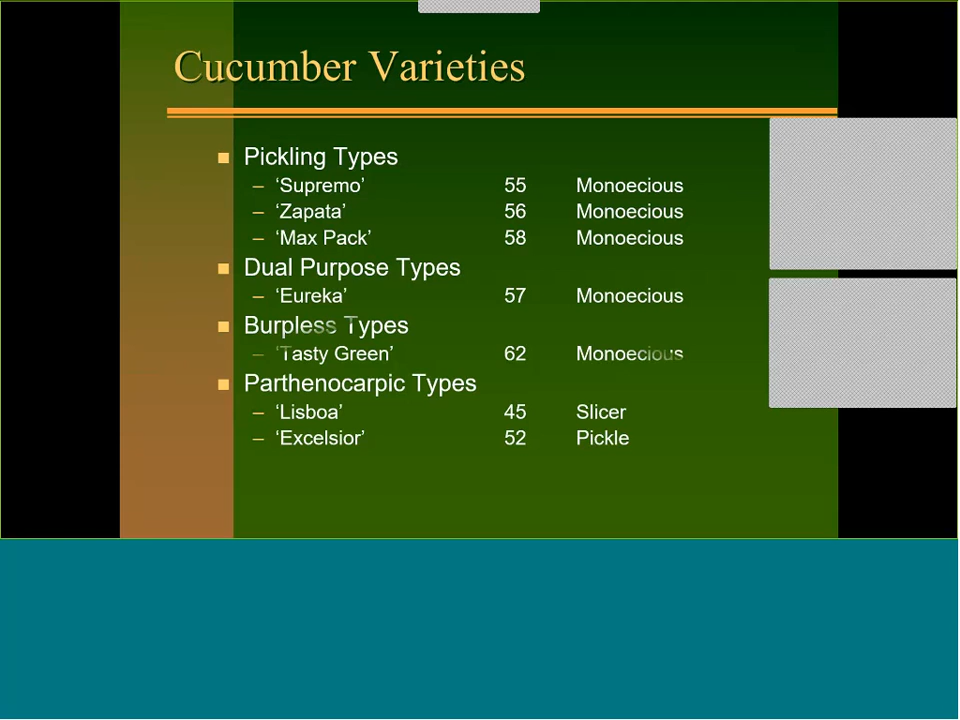 Cucumber Varieties
Pickling Types
– ‘Supremo’ 55 Monoecious
– ‘Zapata’ 56 Monoecious
– ‘Max Pack’ 58 Monoecious
Dual Purpose Types
– ‘Eureka’ 57 Monoecious
Burpless Types
– ‘Tasty Green’ 62 Monoecious
Parthenocarpic Types
– ‘Lisboa’ 45 Slicer
– ‘Excelsior’ 52 Pickle